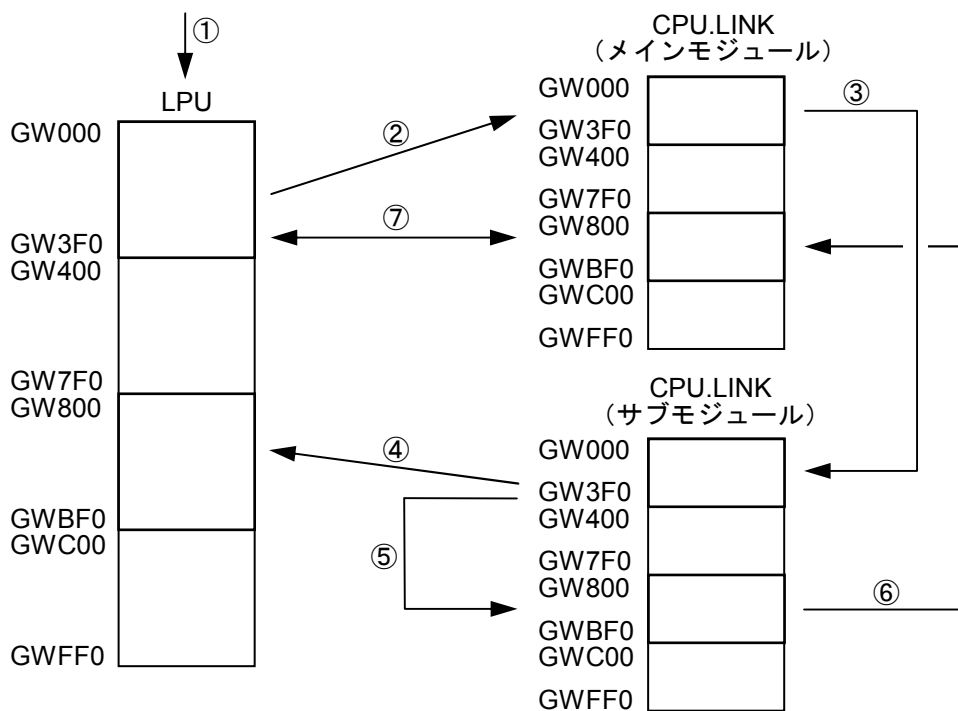 ①
LPU
GW000
GW3F0
GW400
GW7F0
GW800
GWBF0
GWC00
GWFF0
②
⑦
④
⑤
CPU.LINK
（メインモジュール）
GW000
GW3F0
GW400
GW7F0
GW800
GWBF0
GWC00
GWFF0
③
CPU.LINK
（サブモジュール）
GW000
GW3F0
GW400
GW7F0
GW800
GWBF0
GWC00
GWFF0
⑥